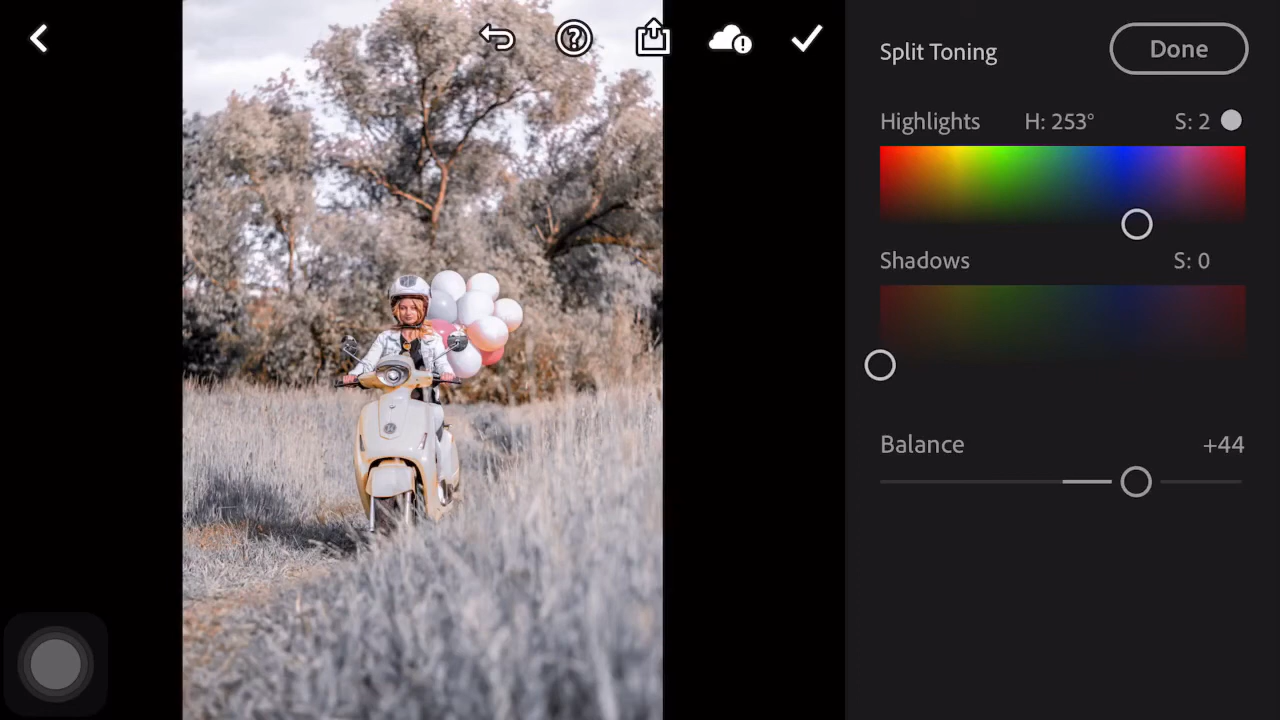 Split Toning
Done
Highlights H: 253° S: 2
Shadows S: 0
Balance +44